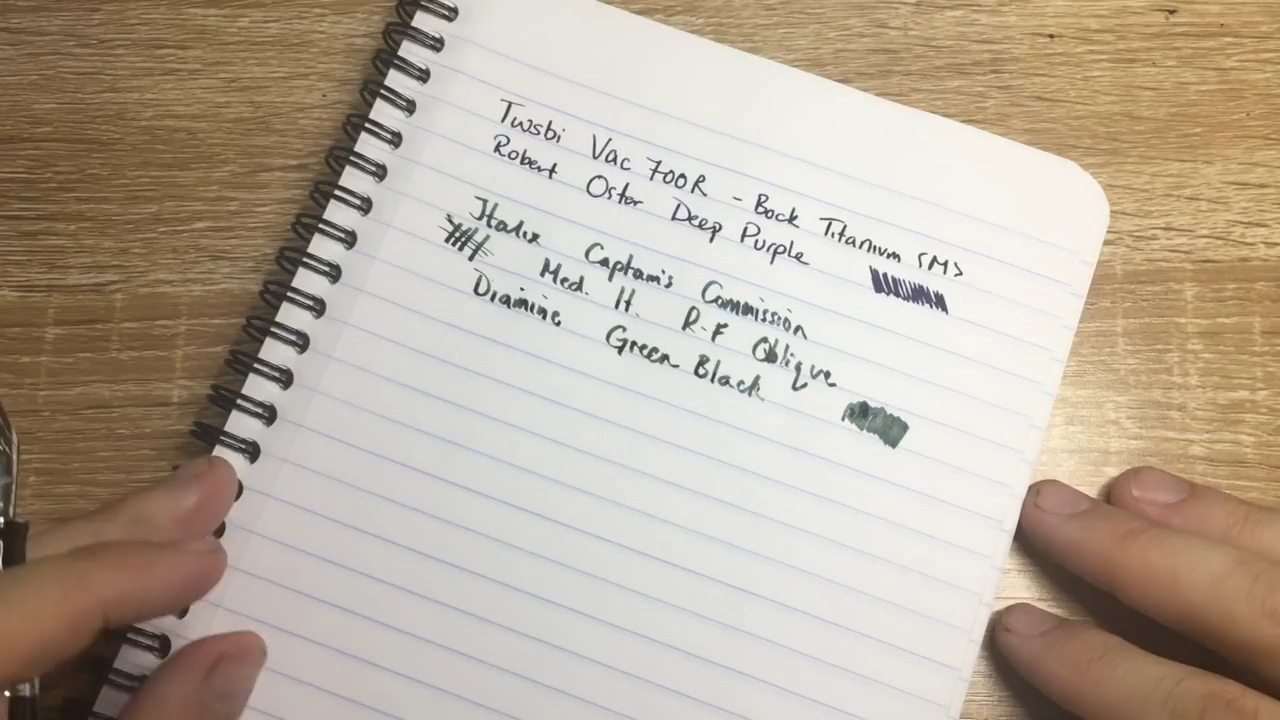 Twsbi Vac 700R - Bock Titanium <M>
Robert Oster Deep Purple
Italix Captain's Commission
Med. It. R-F Oblique
Diamine Green Black